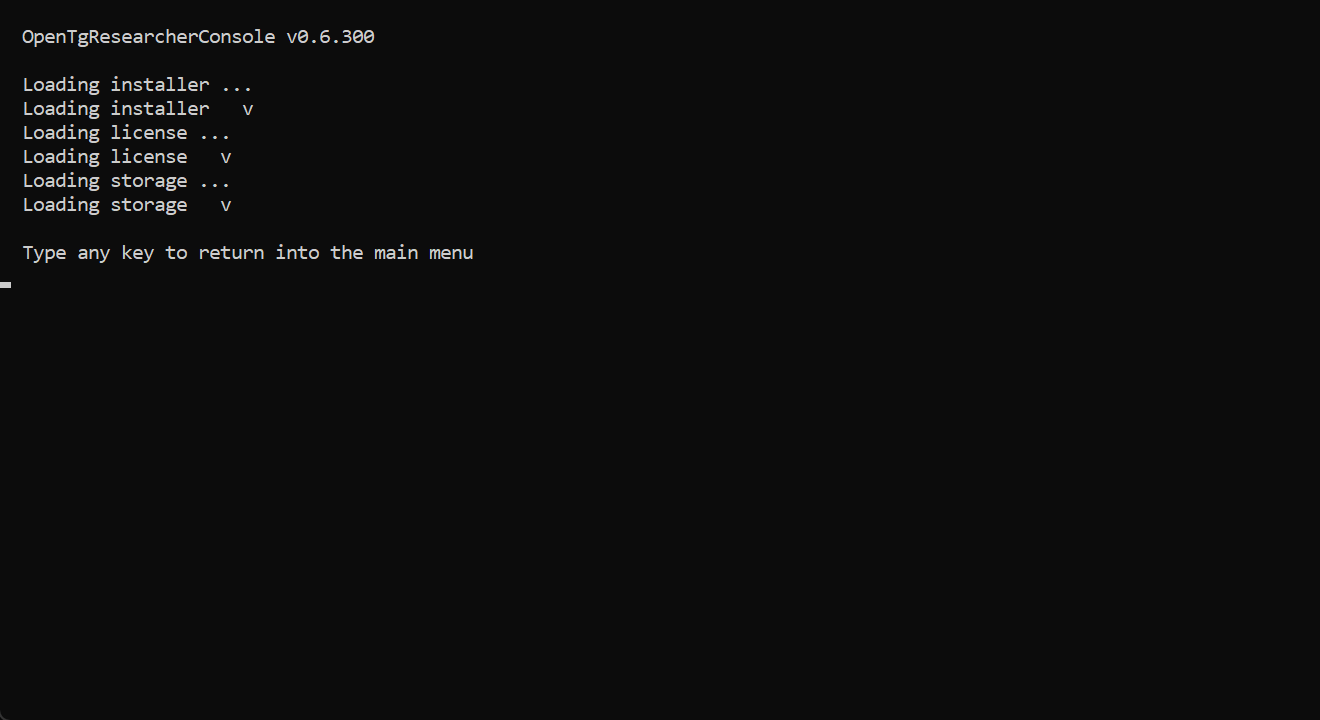 OpenTgResearcherConsole v0.6.300
Loading installer ...
Loading installer   v
Loading license ...
Loading license   v
Loading storage ...
Loading storage   v
Type any key to return into the main menu